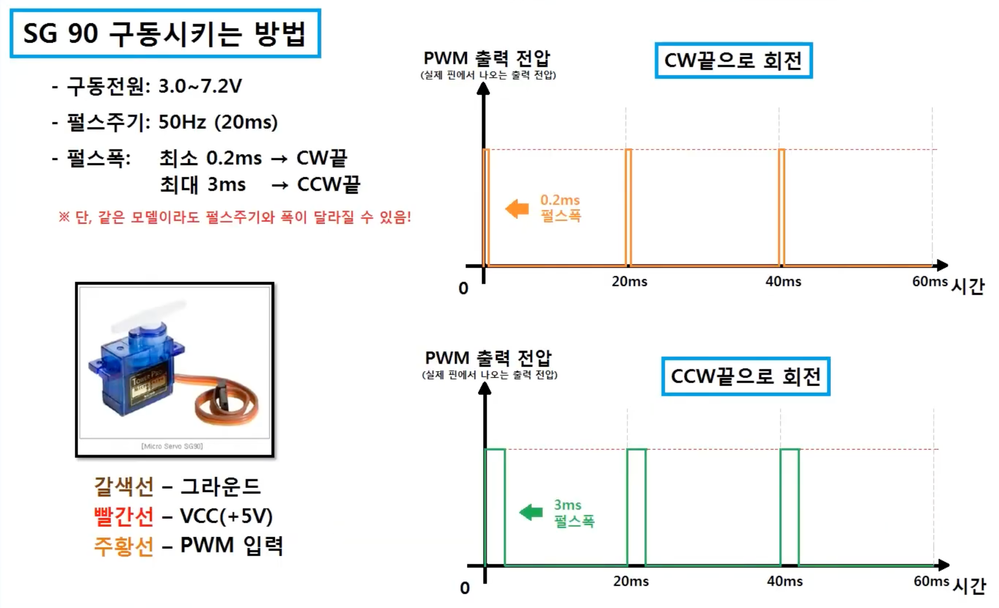 SG 90 구동시키는 방법
- 구동전원: 3.0~7.2V
- 펄스주기: 50Hz (20ms)
- 펄스폭: 최소 0.2ms → CW끝
최대 3ms → CCW끝
※ 단, 같은 모델이라도 펄스주기와 폭이 달라질 수 있음!
TOWER PRO
[Micro Servo SG90]
갈색선 – 그라운드
빨간선 – VCC(+5V)
주황선 – PWM 입력
PWM 출력 전압
(실제 핀에서 나오는 출력 전압)
CW끝으로 회전
0.2ms
펄스폭
0
20ms
40ms
60ms
시간
PWM 출력 전압
(실제 핀에서 나오는 출력 전압)
CCW끝으로 회전
3ms
펄스폭
0
20ms
40ms
60ms
시간